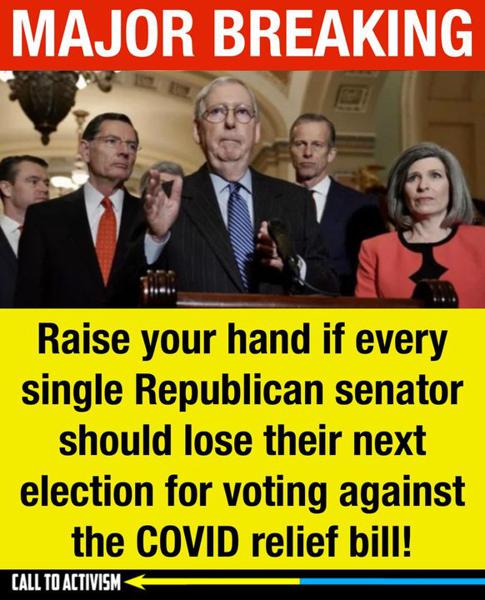 MAJOR BREAKING
Raise your hand if every
single Republican senator
should lose their next
election for voting against
the COVID relief bill!
CALL TO ACTIVISM